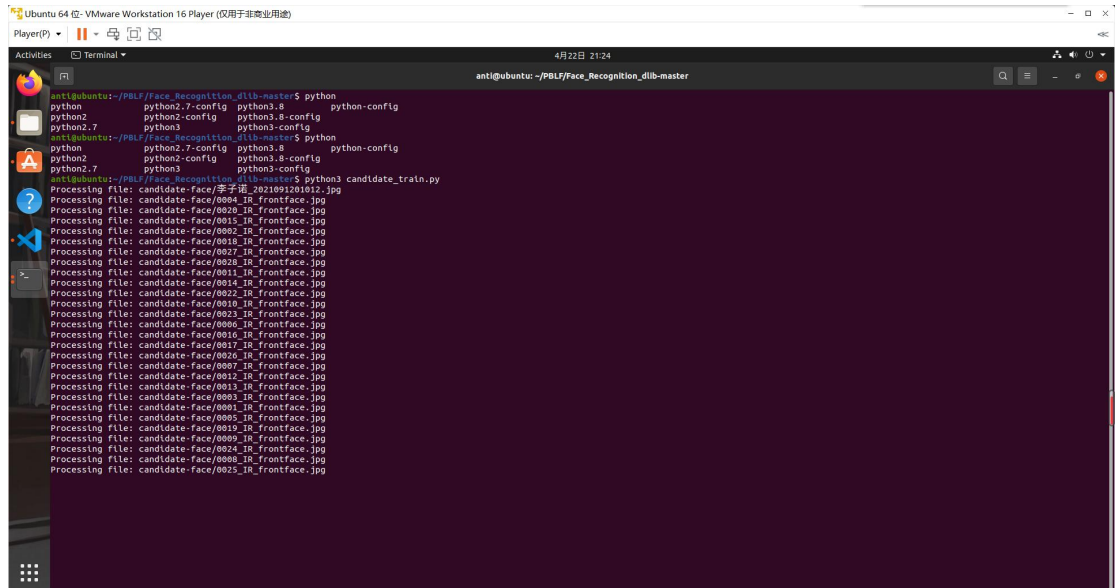 Ubuntu 64 位- VMware Workstation 16 Player (仅用于非商业用途)
Player(P)
Activities Terminal 4月22日 21:24
anti@ubuntu: ~/PBLF/Face_Recognition_dlib-master
anti@ubuntu:~/PBLF/Face_Recognition_dlib-master$ python
python python2.7-config python3.8 python-config
python2 python2-config python3.8-config
python2.7 python3 python3-config
anti@ubuntu:~/PBLF/Face_Recognition_dlib-master$ python
python python2.7-config python3.8 python-config
python2 python2-config python3.8-config
python2.7 python3 python3-config
anti@ubuntu:~/PBLF/Face_Recognition_dlib-master$ python3 candidate_train.py
Processing file: candidate-face/李子诺_2021091201012.jpg
Processing file: candidate-face/0004_IR_frontface.jpg
Processing file: candidate-face/0020_IR_frontface.jpg
Processing file: candidate-face/0015_IR_frontface.jpg
Processing file: candidate-face/0002_IR_frontface.jpg
Processing file: candidate-face/0018_IR_frontface.jpg
Processing file: candidate-face/0027_IR_frontface.jpg
Processing file: candidate-face/0028_IR_frontface.jpg
Processing file: candidate-face/0011_IR_frontface.jpg
Processing file: candidate-face/0014_IR_frontface.jpg
Processing file: candidate-face/0022_IR_frontface.jpg
Processing file: candidate-face/0010_IR_frontface.jpg
Processing file: candidate-face/0023_IR_frontface.jpg
Processing file: candidate-face/0006_IR_frontface.jpg
Processing file: candidate-face/0016_IR_frontface.jpg
Processing file: candidate-face/0017_IR_frontface.jpg
Processing file: candidate-face/0026_IR_frontface.jpg
Processing file: candidate-face/0007_IR_frontface.jpg
Processing file: candidate-face/0012_IR_frontface.jpg
Processing file: candidate-face/0013_IR_frontface.jpg
Processing file: candidate-face/0003_IR_frontface.jpg
Processing file: candidate-face/0001_IR_frontface.jpg
Processing file: candidate-face/0005_IR_frontface.jpg
Processing file: candidate-face/0019_IR_frontface.jpg
Processing file: candidate-face/0009_IR_frontface.jpg
Processing file: candidate-face/0024_IR_frontface.jpg
Processing file: candidate-face/0008_IR_frontface.jpg
Processing file: candidate-face/0025_IR_frontface.jpg